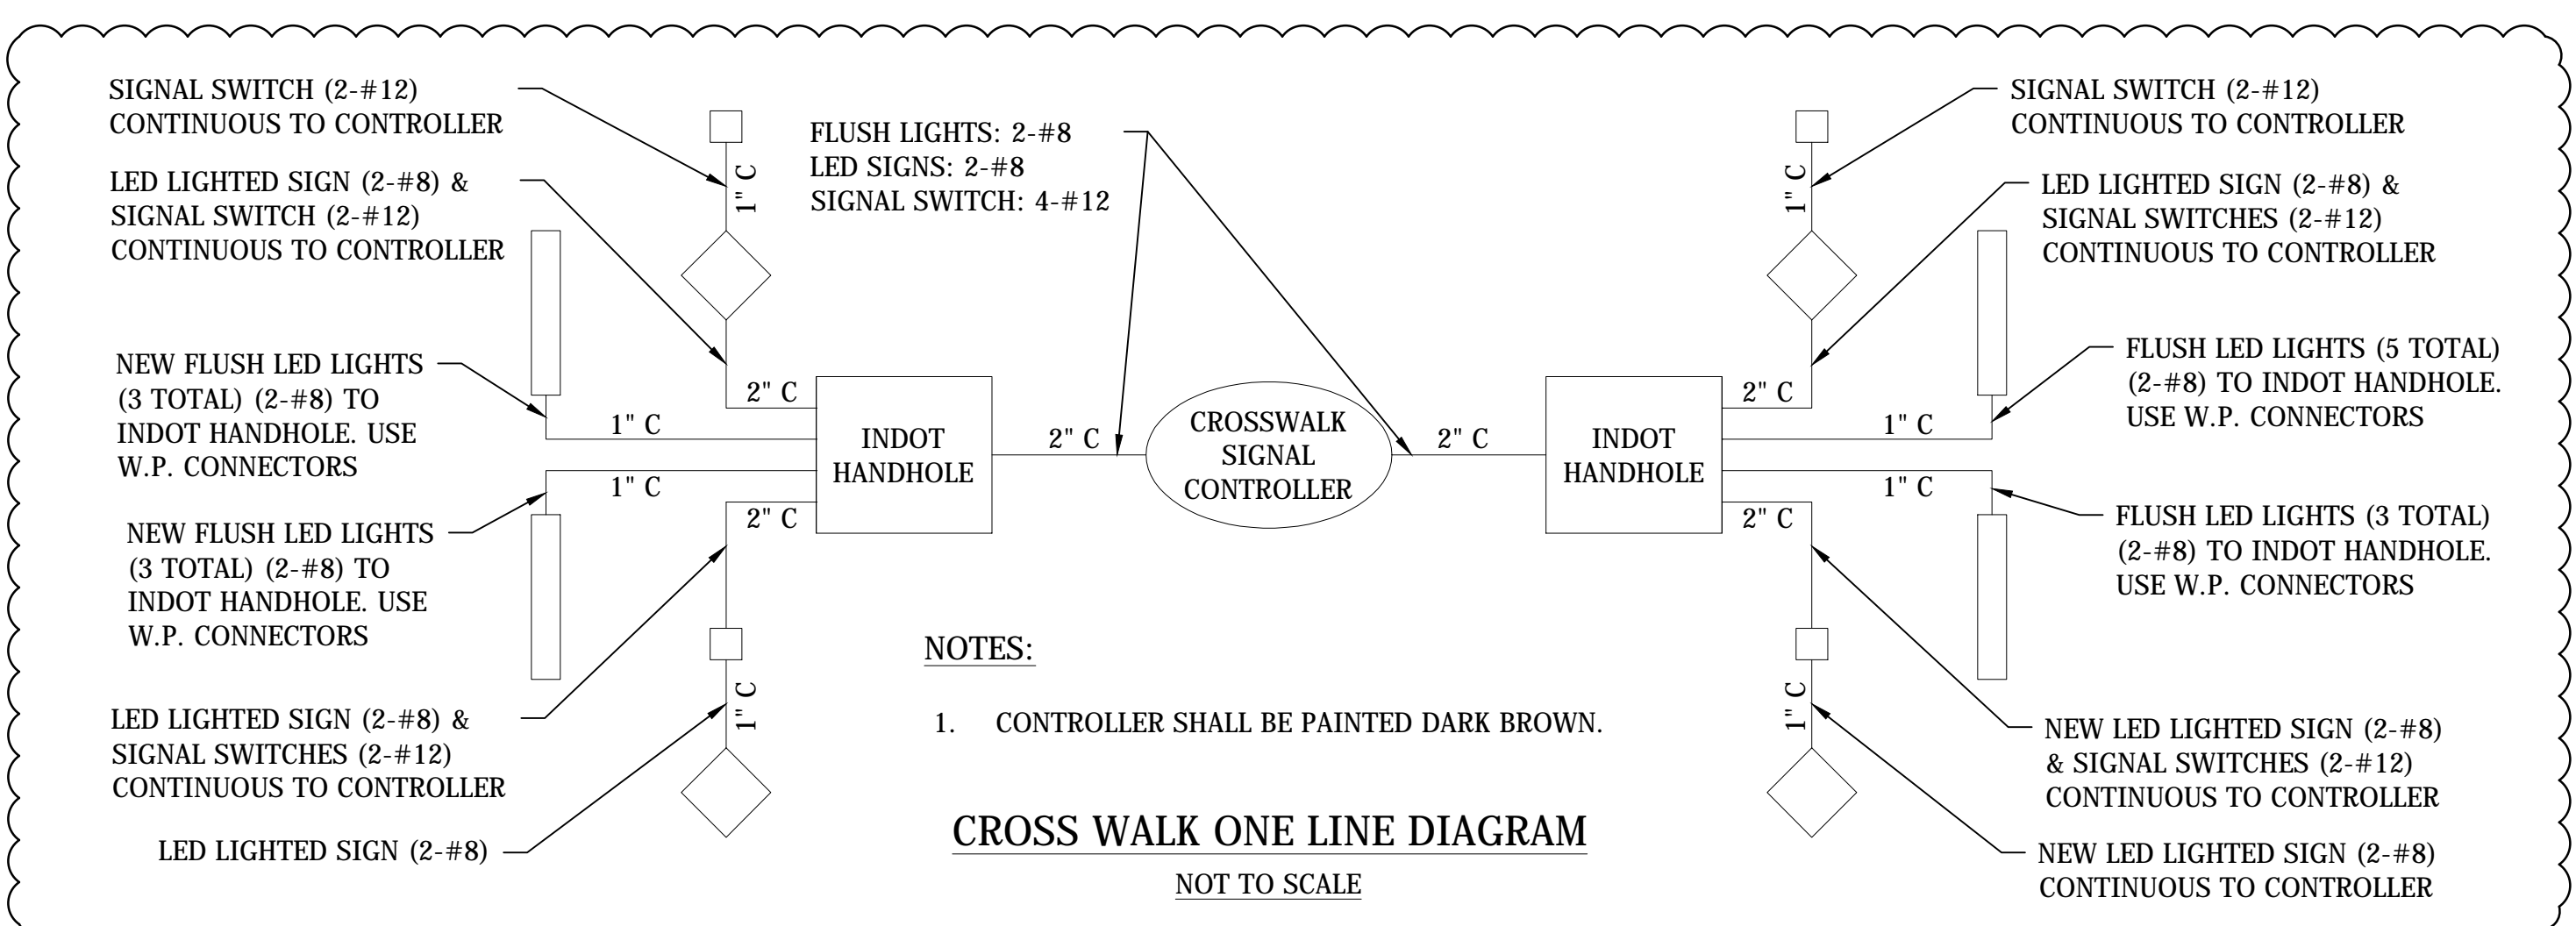 SIGNAL SWITCH (2-#12)
CONTINUOUS TO CONTROLLER
LED LIGHTED SIGN (2-#8) &
SIGNAL SWITCH (2-#12)
CONTINUOUS TO CONTROLLER
NEW FLUSH LED LIGHTS
(3 TOTAL) (2-#8) TO
INDOT HANDHOLE. USE
W.P. CONNECTORS
NEW FLUSH LED LIGHTS
(3 TOTAL) (2-#8) TO
INDOT HANDHOLE. USE
W.P. CONNECTORS
LED LIGHTED SIGN (2-#8) &
SIGNAL SWITCHES (2-#12)
CONTINUOUS TO CONTROLLER
LED LIGHTED SIGN (2-#8)
1" C
2" C
1" C
1" C
2" C
1" C
FLUSH LIGHTS: 2-#8
LED SIGNS: 2-#8
SIGNAL SWITCH: 4-#12
INDOT
HANDHOLE
2" C
CROSSWALK
SIGNAL
CONTROLLER
2" C
INDOT
HANDHOLE
1" C
2" C
1" C
1" C
2" C
1" C
SIGNAL SWITCH (2-#12)
CONTINUOUS TO CONTROLLER
LED LIGHTED SIGN (2-#8) &
SIGNAL SWITCHES (2-#12)
CONTINUOUS TO CONTROLLER
FLUSH LED LIGHTS (5 TOTAL)
(2-#8) TO INDOT HANDHOLE.
USE W.P. CONNECTORS
FLUSH LED LIGHTS (3 TOTAL)
(2-#8) TO INDOT HANDHOLE.
USE W.P. CONNECTORS
NEW LED LIGHTED SIGN (2-#8)
& SIGNAL SWITCHES (2-#12)
CONTINUOUS TO CONTROLLER
NEW LED LIGHTED SIGN (2-#8)
CONTINUOUS TO CONTROLLER
NOTES:
1. CONTROLLER SHALL BE PAINTED DARK BROWN.
CROSS WALK ONE LINE DIAGRAM
NOT TO SCALE